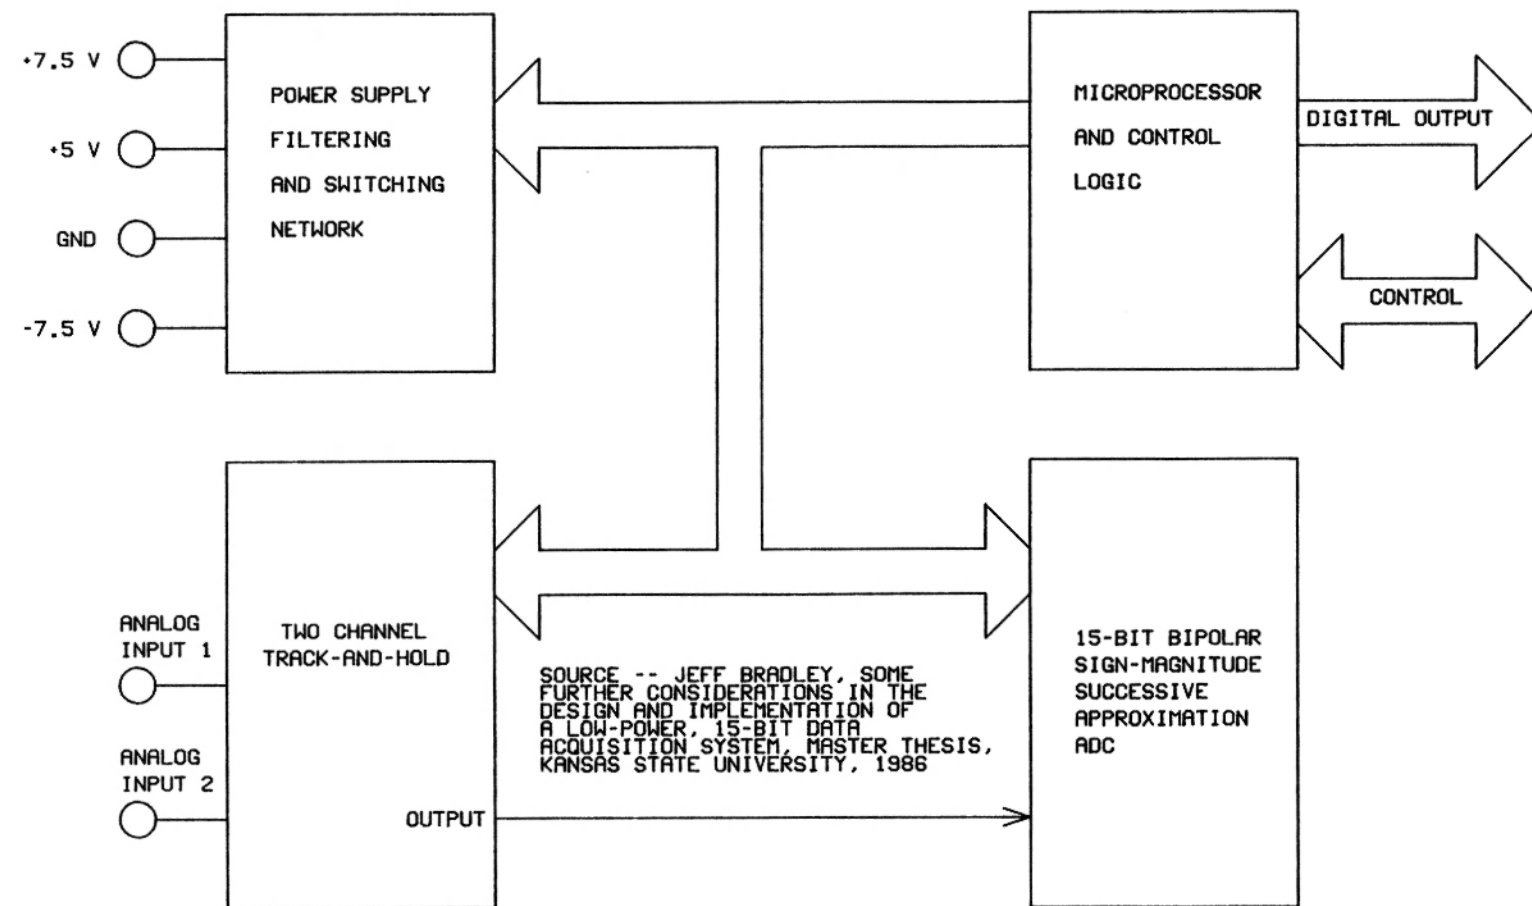 +7.5 V
+5 V
GND
-7.5 V
POWER SUPPLY
FILTERING
AND SWITCHING
NETWORK
MICROPROCESSOR
AND CONTROL
LOGIC
DIGITAL OUTPUT
CONTROL
ANALOG
INPUT 1
ANALOG
INPUT 2
TWO CHANNEL
TRACK-AND-HOLD
OUTPUT
SOURCE -- JEFF BRADLEY, SOME
FURTHER CONSIDERATIONS IN THE
DESIGN AND IMPLEMENTATION OF
A LOW-POWER, 15-BIT DATA
ACQUISITION SYSTEM, MASTER THESIS,
KANSAS STATE UNIVERSITY, 1986
15-BIT BIPOLAR
SIGN-MAGNITUDE
SUCCESSIVE
APPROXIMATION
ADC